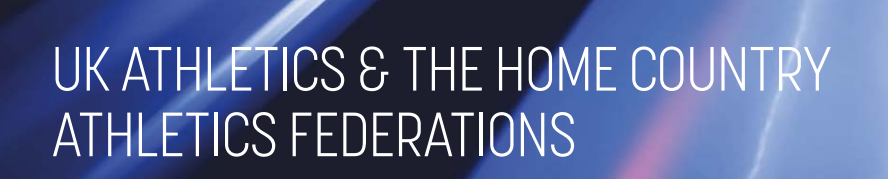 UK ATHLETICS & THE HOME COUNTRY
ATHLETICS FEDERATIONS